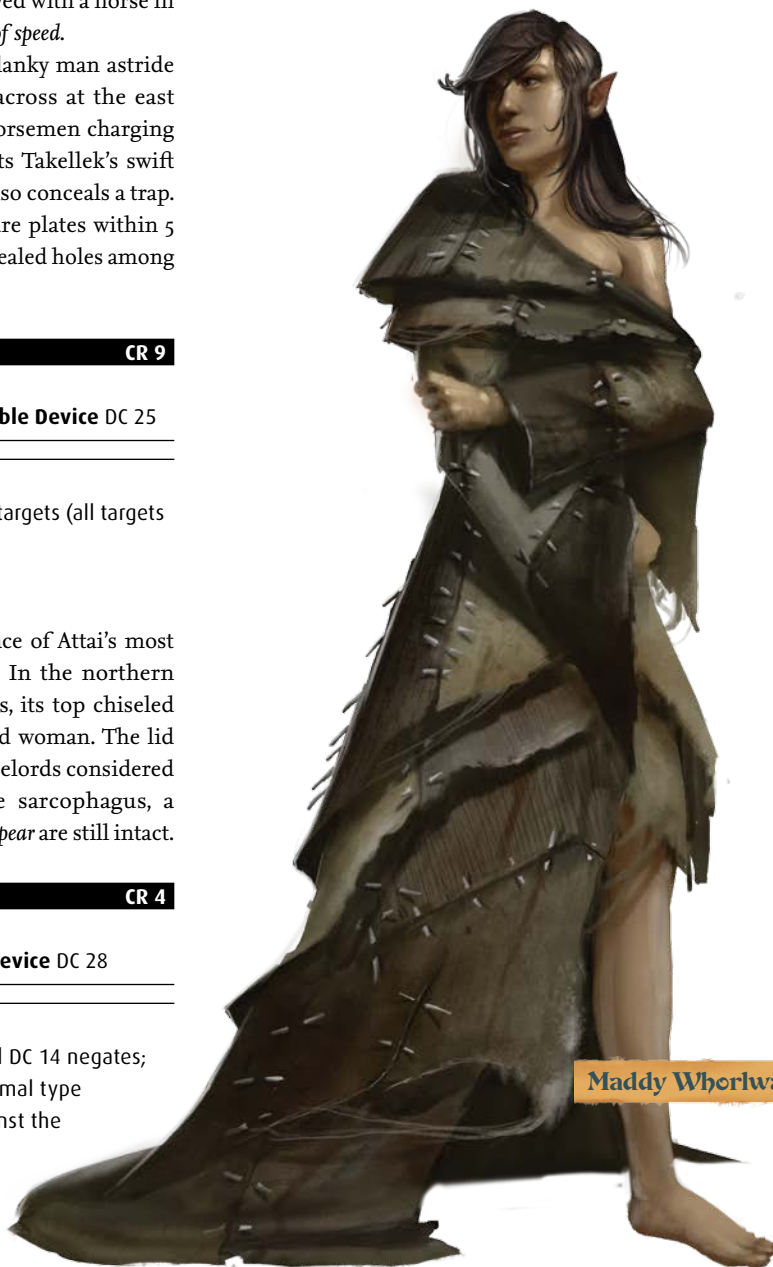 ed with a horse in
of speed.
lanky man astride
across at the east
orsemen charging
ts Takellek's swift
so conceals a trap.
re plates within 5
ealed holes among
CR 9
ble Device DC 25
targets (all targets
ce of Attai's most
In the northern
s, its top chiseled
d woman. The lid
elords considered
e sarcophagus, a
pear are still intact.
CR 4
evice DC 28
l DC 14 negates;
mal type
nst the
Maddy Whorlwa